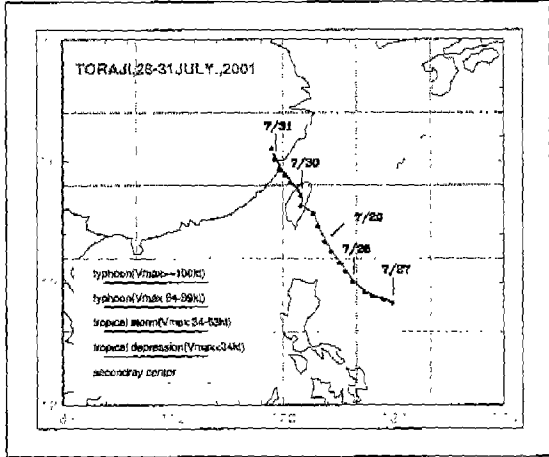 TORAJI,28-31JULY.,2001
7/31
7/30
7/29
7/28
7/27
typhoon(Vmax>=100kt)
typhoon(Vmax 64-99kt)
tropical storm(Vmax 34-63kt)
tropical depression(Vmax<34kt)
secondray center